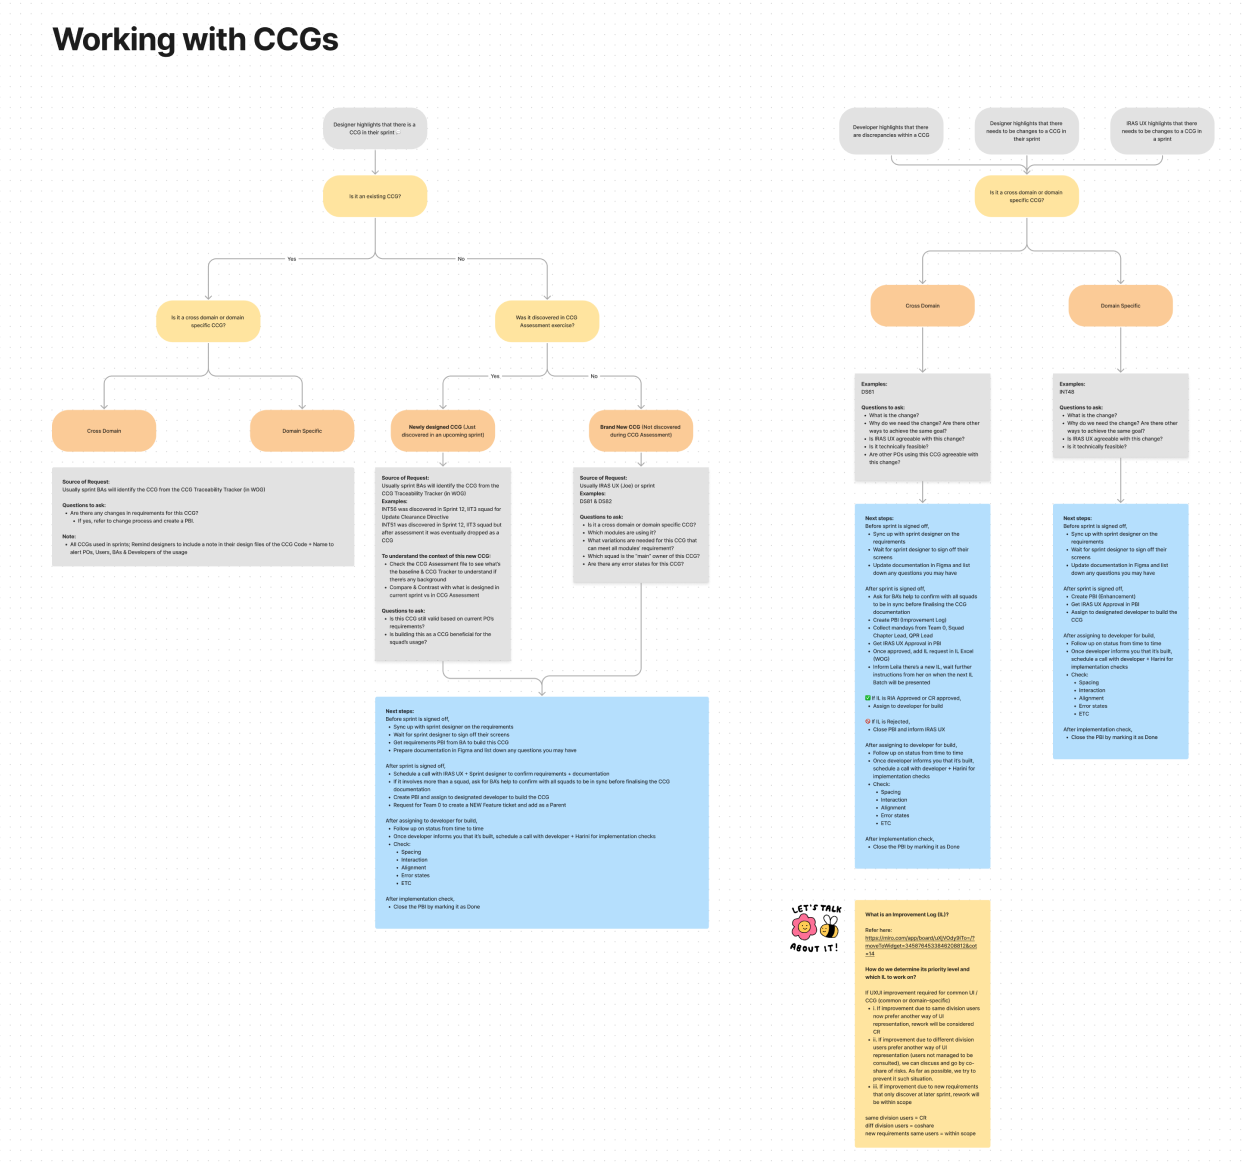 Working with CCGs
Designer highlights that there is a
CCG in their sprint
Is it an existing CCG?
Yes
No
Is it a cross domain or domain
specific CCG?
Was it discovered in CCG
Assessment exercise?
Yes
No
Cross Domain
Domain Specific
Newly designed CCG (Just
discovered in an upcoming sprint)
Brand New CCG (Not discovered
during CCG Assessment)
Source of Request:
Usually sprint BAs will identify the CCG from the CCG Traceability Tracker (in WOG)
Questions to ask:
• Are there any changes in requirements for this CCG?
• If yes, refer to change process and create a PBI.
Note:
• All CCGs used in sprints; Remind designers to include a note in their design files of the CCG Code + Name to
alert POs, Users, BAs & Developers of the usage
Source of Request:
Usually sprint BAs will identify the CCG from the
CCG Traceability Tracker (in WOG)
Examples:
INT56 was discovered in Sprint 12, IIT3 squad for
Update Clearance Directive
INT51 was discovered in Sprint 12, IIT3 squad but
after assessment it was eventually dropped as a
CCG
To understand the context of this new CCG:
• Check the CCG Assessment file to see what's
the baseline & CCG Tracker to understand if
there's any background
• Compare & Contrast with what is designed in
current sprint vs in CCG Assessment
Questions to ask:
• Is this CCG still valid based on current PO's
requirements?
• Is building this as a CCG beneficial for the
squad's usage?
Source of Request:
Usually IRAS UX (Joe) or sprint
Examples:
DS81 & DS82
Questions to ask:
• Is it a cross domain or domain specific CCG?
• Which modules are using it?
• What variations are needed for this CCG that
can meet all modules' requirement?
• Which squad is the "main" owner of this CCG?
• Are there any error states for this CCG?
Next steps:
Before sprint is signed off,
• Sync up with sprint designer on the requirements
• Wait for sprint designer to sign off their screens
• Get requirements PBI from BA to build this CCG
• Prepare documentation in Figma and list down any questions you may have
After sprint is signed off,
• Schedule a call with IRAS UX + Sprint designer to confirm requirements + documentation
• If it involves more than a squad, ask for BA's help to confirm with all squads to be in sync before finalising the CCG
documentation
• Create PBI and assign to designated developer to build the CCG
• Request for Team 0 to create a NEW Feature ticket and add as a Parent
After assigning to developer for build,
• Follow up on status from time to time
• Once developer informs you that it's built, schedule a call with developer + Harini for implementation checks
• Check:
• Spacing
• Interaction
• Alignment
• Error states
• ETC
After implementation check,
• Close the PBI by marking it as Done
Developer highlights that there
are discrepancies within a CCG
Designer highlights that there
needs to be changes to a CCG in
their sprint
IRAS UX highlights that there
needs to be changes to a CCG in
a sprint
Is it a cross domain or domain
specific CCG?
Cross Domain
Domain Specific
Examples:
DS81
Questions to ask:
• What is the change?
• Why do we need the change? Are there other
ways to achieve the same goal?
• Is IRAS UX agreeable with this change?
• Is it technically feasible?
• Are other POs using this CCG agreeable with
this change?
Examples:
INT48
Questions to ask:
• What is the change?
• Why do we need the change? Are there other
ways to achieve the same goal?
• Is IRAS UX agreeable with this change?
• Is it technically feasible?
Next steps:
Before sprint is signed off,
• Sync up with sprint designer on the
requirements
• Wait for sprint designer to sign off their
screens
• Update documentation in Figma and list
down any questions you may have
After sprint is signed off,
• Ask for BA's help to confirm with all squads
to be in sync before finalising the CCG
documentation
• Create PBI (Improvement Log)
• Collect mandays from Team 0, Squad
Chapter Lead, QPR Lead
• Get IRAS UX Approval in PBI
• Once approved, add IL request in IL Excel
(WOG)
• Inform Leila there's a new IL, wait further
instructions from her on when the next IL
Batch will be presented
✅ If IL is RIA Approved or CR approved,
• Assign to developer for build
🚫 If IL is Rejected,
• Close PBI and inform IRAS UX
After assigning to developer for build,
• Follow up on status from time to time
• Once developer informs you that it's built,
schedule a call with developer + Harini for
implementation checks
• Check:
• Spacing
• Interaction
• Alignment
• Error states
• ETC
After implementation check,
• Close the PBI by marking it as Done
Next steps:
Before sprint is signed off,
• Sync up with sprint designer on the
requirements
• Wait for sprint designer to sign off their
screens
• Update documentation in Figma and list
down any questions you may have
After sprint is signed off,
• Create PBI (Enhancement)
• Get IRAS UX Approval in PBI
• Assign to designated developer to build the
CCG
After assigning to developer for build,
• Follow up on status from time to time
• Once developer informs you that it's built,
schedule a call with developer + Harini for
implementation checks
• Check:
• Spacing
• Interaction
• Alignment
• Error states
• ETC
After implementation check,
• Close the PBI by marking it as Done
LET'S TALK
ABOUT IT!
What is an Improvement Log (IL)?
Refer here:
How do we determine its priority level and
which IL to work on?
If UXUI improvement required for common UI /
CCG (common or domain-specific)
• i. If improvement due to same division users
now prefer another way of UI
representation, rework will be considered
CR
• ii. If improvement due to different division
users prefer another way of UI
representation (users not managed to be
consulted), we can discuss and go by co-
share of risks. As far as possible, we try to
prevent it such situation.
• iii. If improvement due to new requirements
that only discover at later sprint, rework will
be within scope
same division users = CR
diff division users = coshare
new requirements same users = within scope